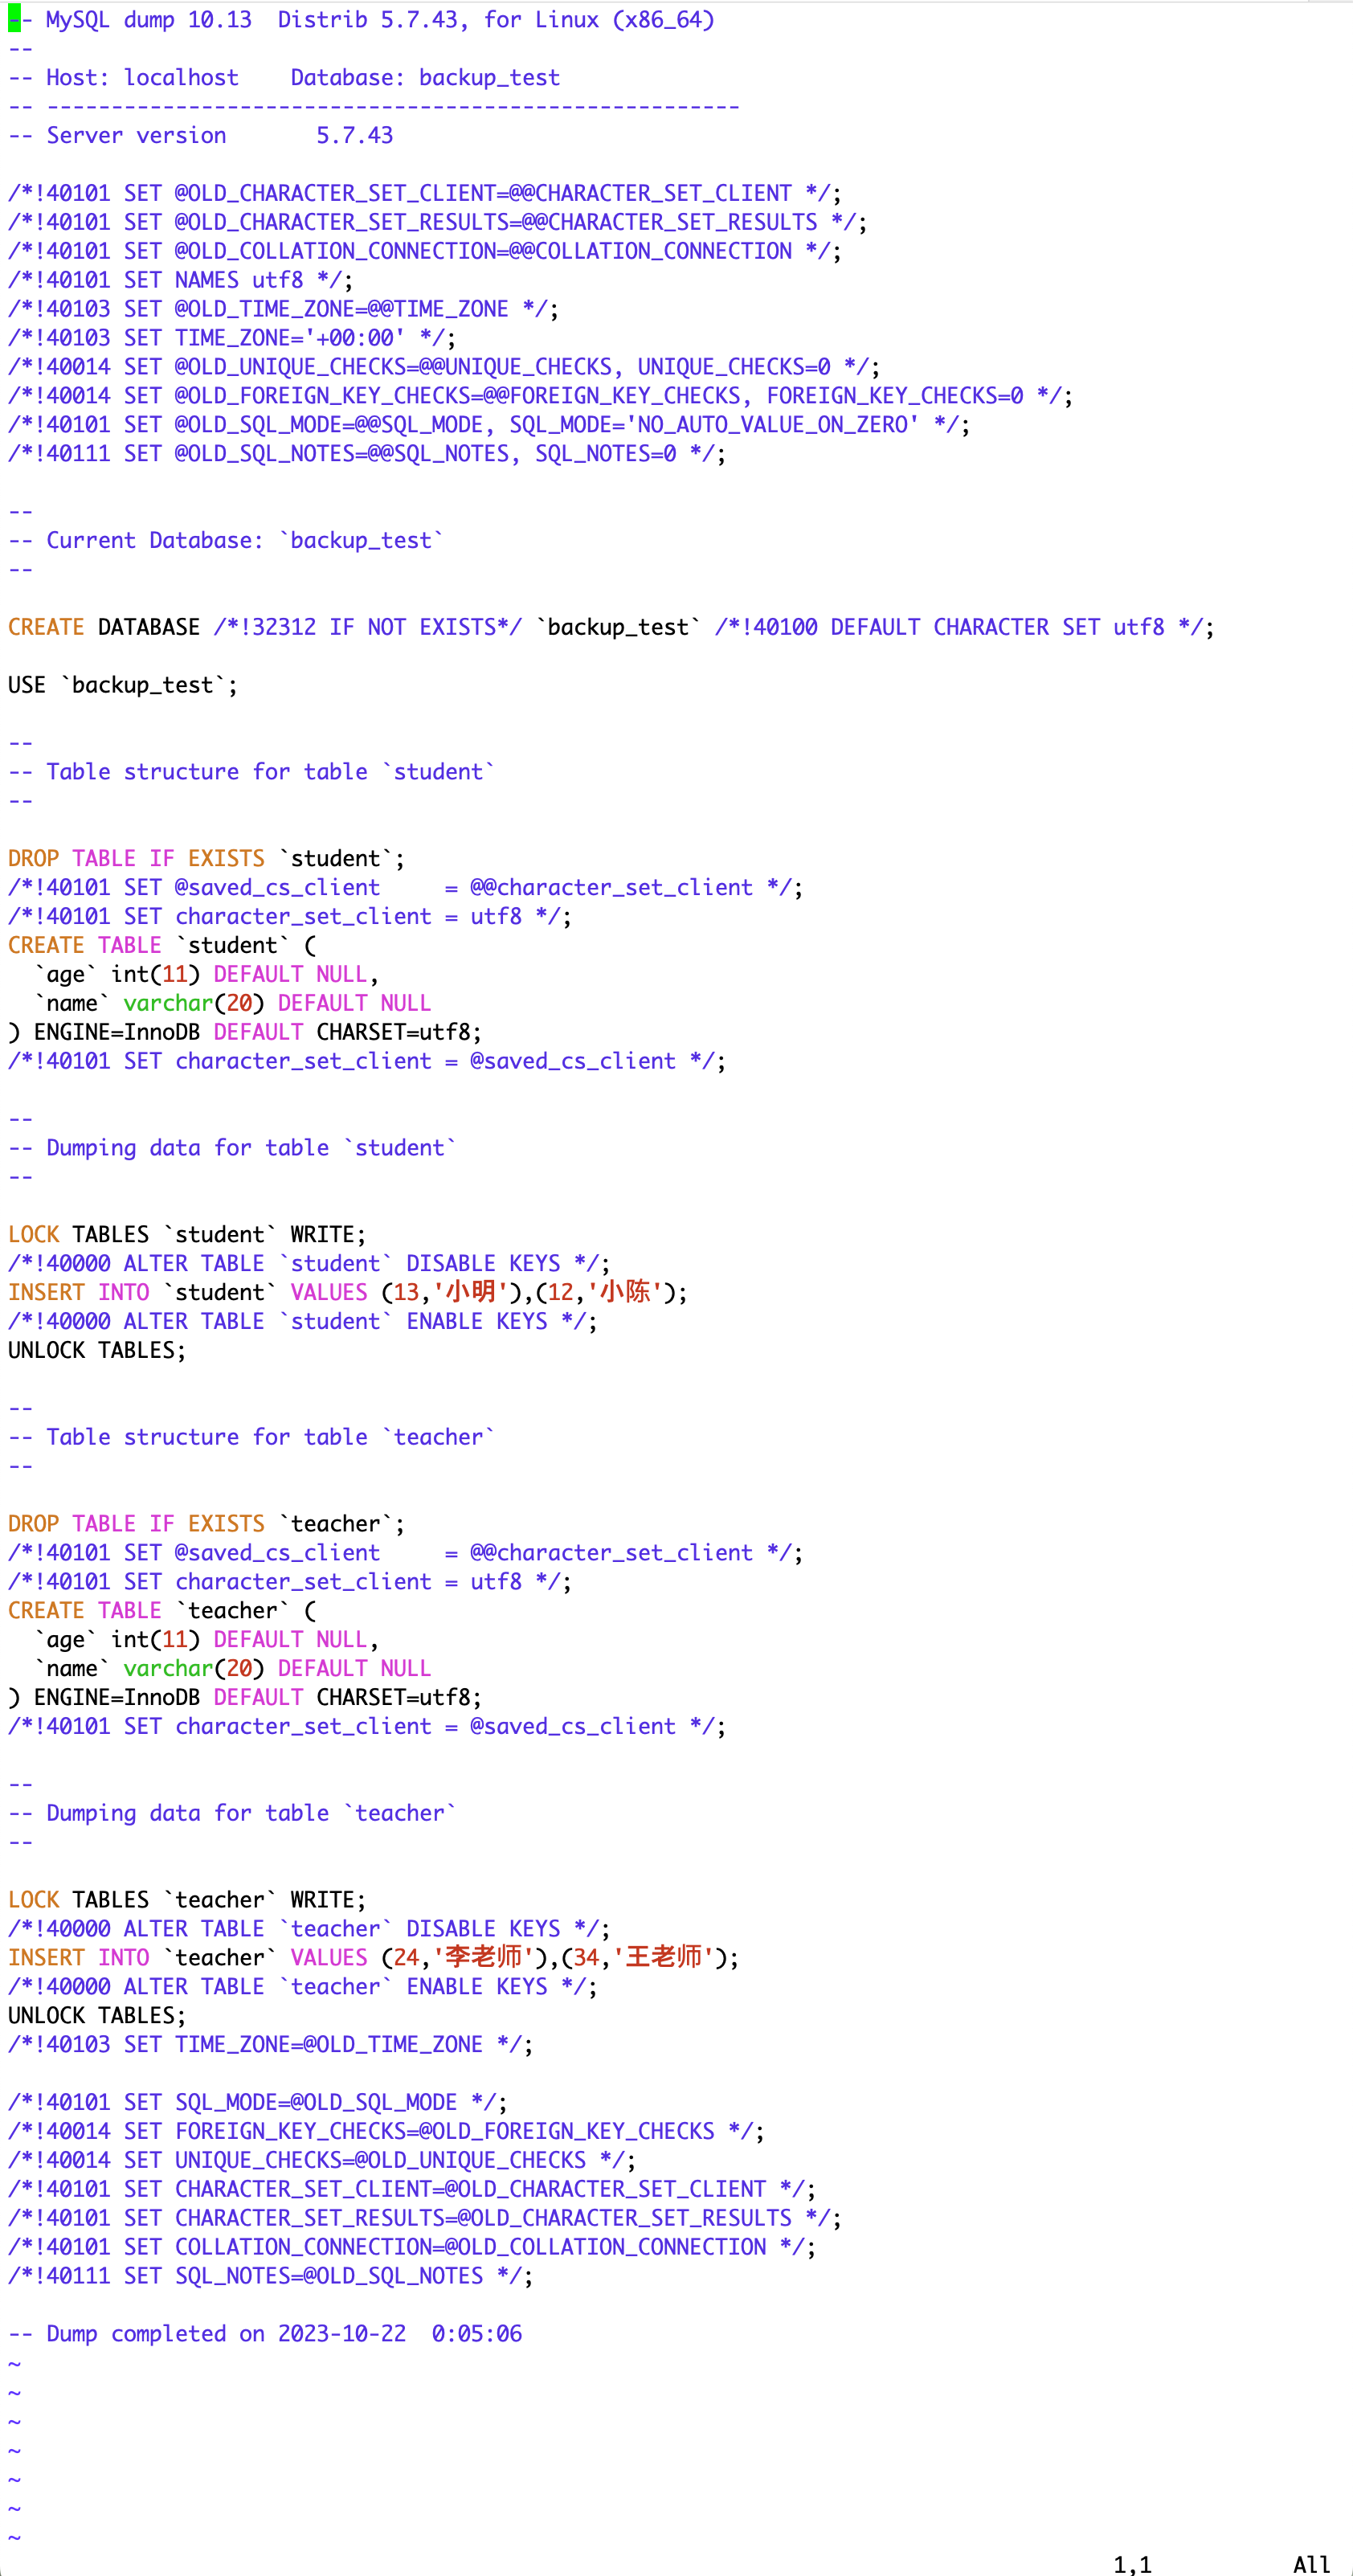 -- MySQL dump 10.13  Distrib 5.7.43, for Linux (x86_64)
--
-- Host: localhost    Database: backup_test
-- ------------------------------------------------------
-- Server version       5.7.43

/*!40101 SET @OLD_CHARACTER_SET_CLIENT=@@CHARACTER_SET_CLIENT */;
/*!40101 SET @OLD_CHARACTER_SET_RESULTS=@@CHARACTER_SET_RESULTS */;
/*!40101 SET @OLD_COLLATION_CONNECTION=@@COLLATION_CONNECTION */;
/*!40101 SET NAMES utf8 */;
/*!40103 SET @OLD_TIME_ZONE=@@TIME_ZONE */;
/*!40103 SET TIME_ZONE='+00:00' */;
/*!40014 SET @OLD_UNIQUE_CHECKS=@@UNIQUE_CHECKS, UNIQUE_CHECKS=0 */;
/*!40014 SET @OLD_FOREIGN_KEY_CHECKS=@@FOREIGN_KEY_CHECKS, FOREIGN_KEY_CHECKS=0 */;
/*!40101 SET @OLD_SQL_MODE=@@SQL_MODE, SQL_MODE='NO_AUTO_VALUE_ON_ZERO' */;
/*!40111 SET @OLD_SQL_NOTES=@@SQL_NOTES, SQL_NOTES=0 */;

--
-- Current Database: `backup_test`
--

CREATE DATABASE /*!32312 IF NOT EXISTS*/ `backup_test` /*!40100 DEFAULT CHARACTER SET utf8 */;

USE `backup_test`;

--
-- Table structure for table `student`
--

DROP TABLE IF EXISTS `student`;
/*!40101 SET @saved_cs_client     = @@character_set_client */;
/*!40101 SET character_set_client = utf8 */;
CREATE TABLE `student` (
  `age` int(11) DEFAULT NULL,
  `name` varchar(20) DEFAULT NULL
) ENGINE=InnoDB DEFAULT CHARSET=utf8;
/*!40101 SET character_set_client = @saved_cs_client */;

--
-- Dumping data for table `student`
--

LOCK TABLES `student` WRITE;
/*!40000 ALTER TABLE `student` DISABLE KEYS */;
INSERT INTO `student` VALUES (13,'小明'),(12,'小陈');
/*!40000 ALTER TABLE `student` ENABLE KEYS */;
UNLOCK TABLES;

--
-- Table structure for table `teacher`
--

DROP TABLE IF EXISTS `teacher`;
/*!40101 SET @saved_cs_client     = @@character_set_client */;
/*!40101 SET character_set_client = utf8 */;
CREATE TABLE `teacher` (
  `age` int(11) DEFAULT NULL,
  `name` varchar(20) DEFAULT NULL
) ENGINE=InnoDB DEFAULT CHARSET=utf8;
/*!40101 SET character_set_client = @saved_cs_client */;

--
-- Dumping data for table `teacher`
--

LOCK TABLES `teacher` WRITE;
/*!40000 ALTER TABLE `teacher` DISABLE KEYS */;
INSERT INTO `teacher` VALUES (24,'李老师'),(34,'王老师');
/*!40000 ALTER TABLE `teacher` ENABLE KEYS */;
UNLOCK TABLES;
/*!40103 SET TIME_ZONE=@OLD_TIME_ZONE */;

/*!40101 SET SQL_MODE=@OLD_SQL_MODE */;
/*!40014 SET FOREIGN_KEY_CHECKS=@OLD_FOREIGN_KEY_CHECKS */;
/*!40014 SET UNIQUE_CHECKS=@OLD_UNIQUE_CHECKS */;
/*!40101 SET CHARACTER_SET_CLIENT=@OLD_CHARACTER_SET_CLIENT */;
/*!40101 SET CHARACTER_SET_RESULTS=@OLD_CHARACTER_SET_RESULTS */;
/*!40101 SET COLLATION_CONNECTION=@OLD_COLLATION_CONNECTION */;
/*!40111 SET SQL_NOTES=@OLD_SQL_NOTES */;

-- Dump completed on 2023-10-22  0:05:06
~
~
~
~
~
~
~
1,1           All